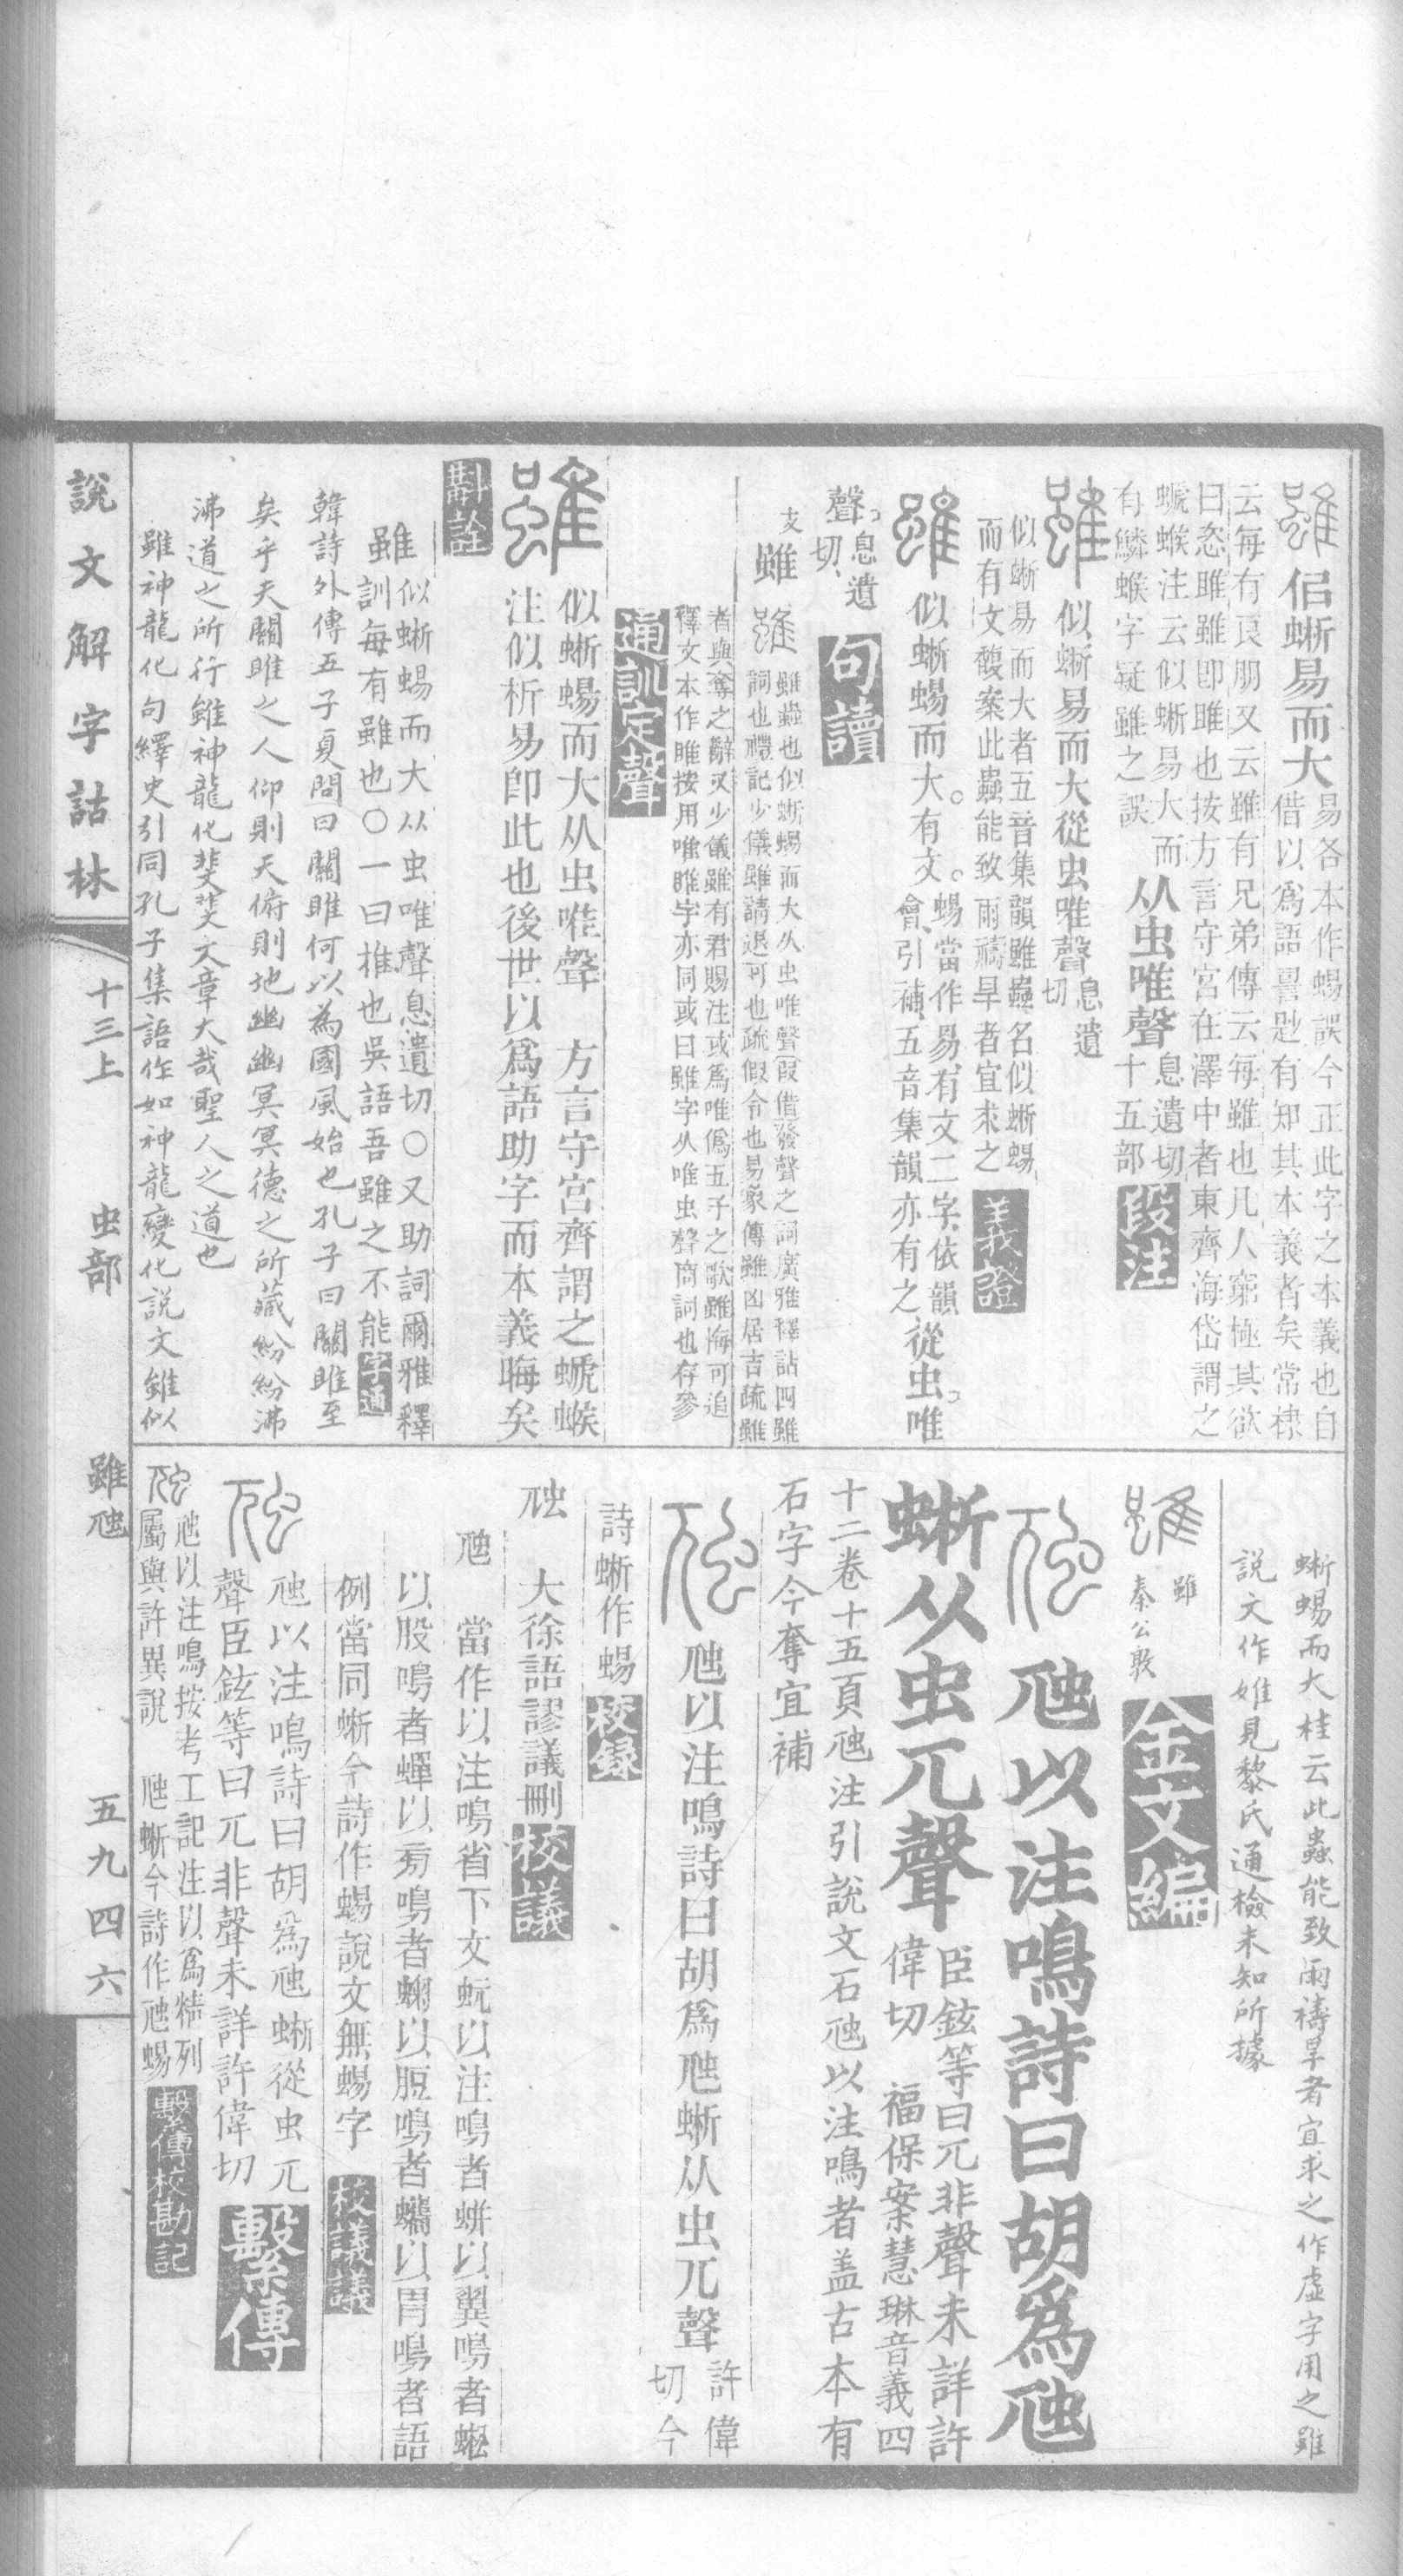 雖 佀蜥易而大 易各本作蜴誤今正此字之本義也自
借以爲語䛐尟有知其本義者矣常棣
云每有良朋又云雖有兄弟傳云每雖也凡人窮極其欲
曰恣雎雖卽雎也按方言守宮在澤中者東齊海岱謂之
螔䗔注云似蜥易大而
有鱗䗔字疑雖之誤
从虫唯聲 息遺切
十五部 段注
雖 似蜥易而大從虫唯聲 息遺
切
似蜥易而大者五音集韻雖蟲名似蜥蜴
而有文馥案此蟲能致雨禱旱者宜求之 義證
雖 似蜥蜴而大有文 蜴當作易有文二字依韻
會引補五音集韻亦有之 從虫唯
聲 息遺
切 句讀
支 雖 雖 雖蟲也似蜥蜴而大从虫唯聲叚借發聲之詞廣雅釋詁四雖
詞也禮記少儀雖請退可也疏假令也易象傳雖凶居吉疏雖
者與奪之辭又少儀雖有君賜注或爲唯僞五子之歌雖悔可追
釋文本作雎按用唯雎字亦同或曰雖字从唯虫聲啇詞也存參
通訓定聲
雖 似蜥蜴而大从虫唯聲 方言守宮齊謂之螔䗔
注似析易卽此也後世以爲語助字而本義晦矣
斠詮
雖 似蜥蜴而大从虫唯聲息遺切○又助詞爾雅釋
訓每有雖也○一曰推也吳語吾雖之不能 字通
韓詩外傳五子夏問曰關雎何以為國風始也孔子曰關雎至
矣乎夫關雎之人仰則天俯則地幽幽冥冥德之所藏紛紛沸
沸道之所行雖神龍化斐斐文章大哉聖人之道也
雖神龍化句繹史引同孔子集語作如神龍變化說文雖似
蜥蜴而大桂云此蟲能致雨禱旱者宜求之作虛字用之雖
說文作雉見黎氏通檢未知所據
雖 雖
秦公敦 金文編
虺 虺以注鳴詩曰胡爲虺
蜥从虫兀聲 臣鉉等曰兀非聲未詳許
偉切 福保案慧琳音義四
十二卷十五頁虺注引說文石虺以注鳴者盖古本有
石字今奪宜補
虺 虺以注鳴詩曰胡爲虺蜥从虫兀聲 許偉
切 今
詩蜥作蜴 校錄
虺 大徐語謬議刪 校議
虺 當作以注鳴省下文蚖以注鳴者蛢以翼鳴者蜙
以股鳴者蟬以㫄鳴者蜩以脰鳴者蠵以胃鳴者語
例當同蜥今詩作蜴說文無蜴字 校議議
虺 虺以注鳴詩曰胡爲虺蜥從虫兀
聲臣鉉等曰兀非聲未詳許偉切 繫傳
虺 虺以注鳴按考工記注以爲精列
屬與許異說 虺蜥今詩作虺蜴 繫傳校勘記
說文解字詁林 十三上 虫部 雖虺 五九四六